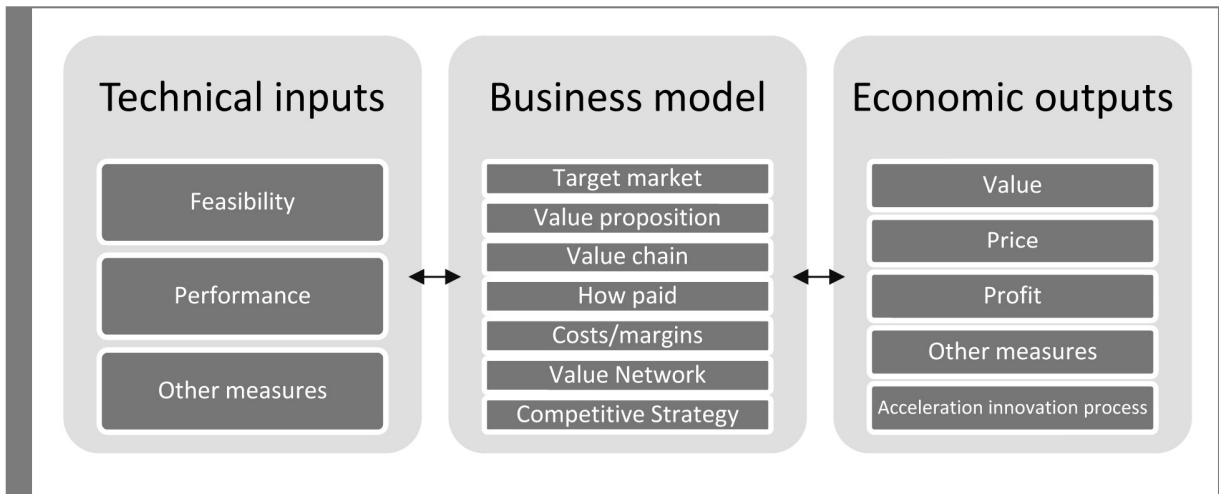 Technical inputs
Feasibility
Performance
Other measures
Business model
Target market
Value proposition
Value chain
How paid
Costs/margins
Value Network
Competitive Strategy
Economic outputs
Value
Price
Profit
Other measures
Acceleration innovation process